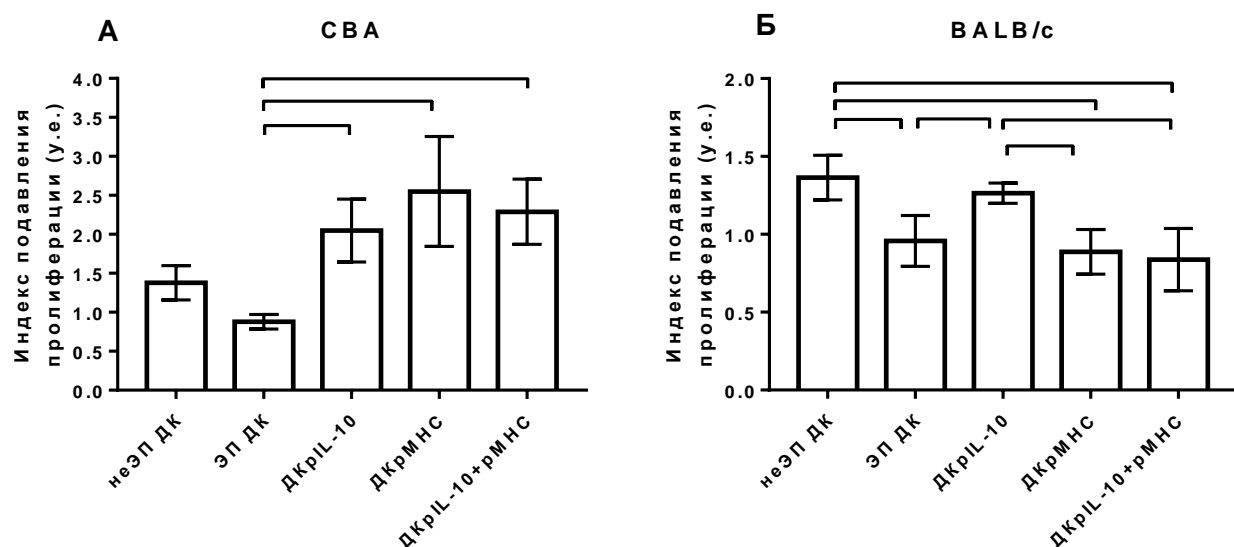 А
CBA
Индекс подавления
пролиферации (у.е.)
4.0
3.5
3.0
2.5
2.0
1.5
1.0
0.5
0.0
неЭП ДК
ЭП ДК
ДКpIL-10
ДКpMHC
ДКpIL-10+pMHC
Б
BALB/c
Индекс подавления
пролиферации (у.е.)
2.0
1.5
1.0
0.5
0.0
неЭП ДК
ЭП ДК
ДКpIL-10
ДКpMHC
ДКpIL-10+pMHC